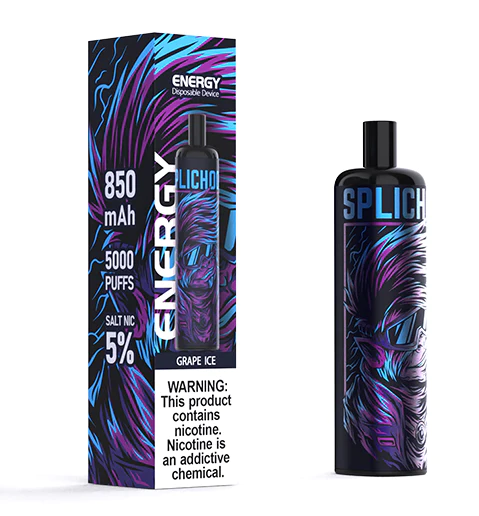 850
mAh
5000
PUFFS
SALT NIC
5%
ENERGY
Disposable Device
ENERGY
SPLICHO
GRAPE ICE
WARNING:
This product
contains
nicotine.
Nicotine is
an addictive
chemical.
SPLICH